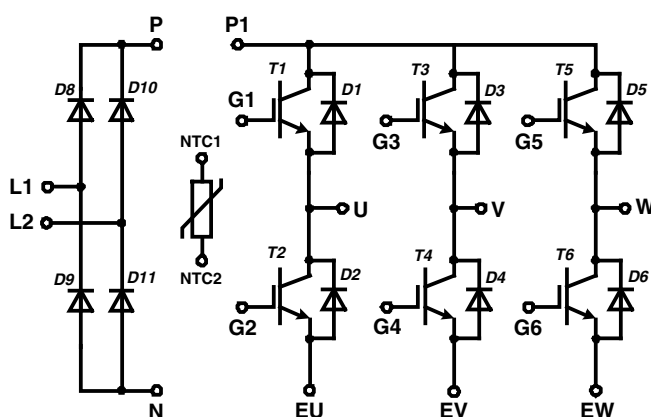 P P1
D8 D10 T1 D1 T3 D3 T5 D5
G1 G3 G5
NTC1
L1
L2 U V W
NTC2
D9 D11 T2 D2 T4 D4 T6 D6
G2 G4 G6
N EU EV EW